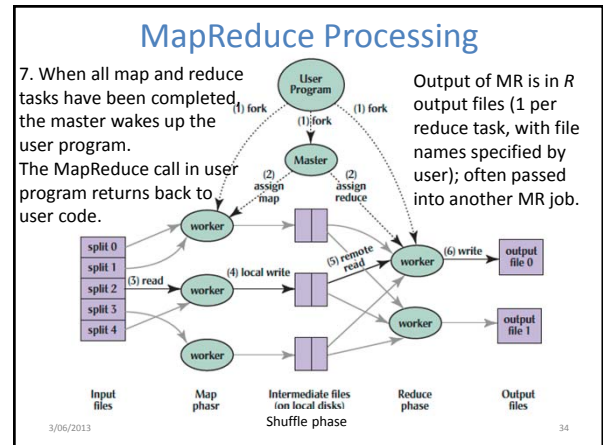 MapReduce Processing
7. When all map and reduce
tasks have been completed,
the master wakes up the
user program.
The MapReduce call in user
program returns back to
user code.
Output of MR is in R
output files (1 per
reduce task, with file
names specified by
user); often passed
into another MR job.
User
Program
(1) fork
(1) fork
(1) fork
Master
(2)
assign
map
(2)
assign
reduce
worker
split 0
split 1
split 2
split 3
split 4
(3) read
worker
(4) local write
worker
(5) remote
read
worker
(6) write
output
file 0
worker
output
file 1
Input
files
Map
phasr
Intermediate files
(on local disks)
Reduce
phase
Output
files
Shuffle phase
3/06/2013
34